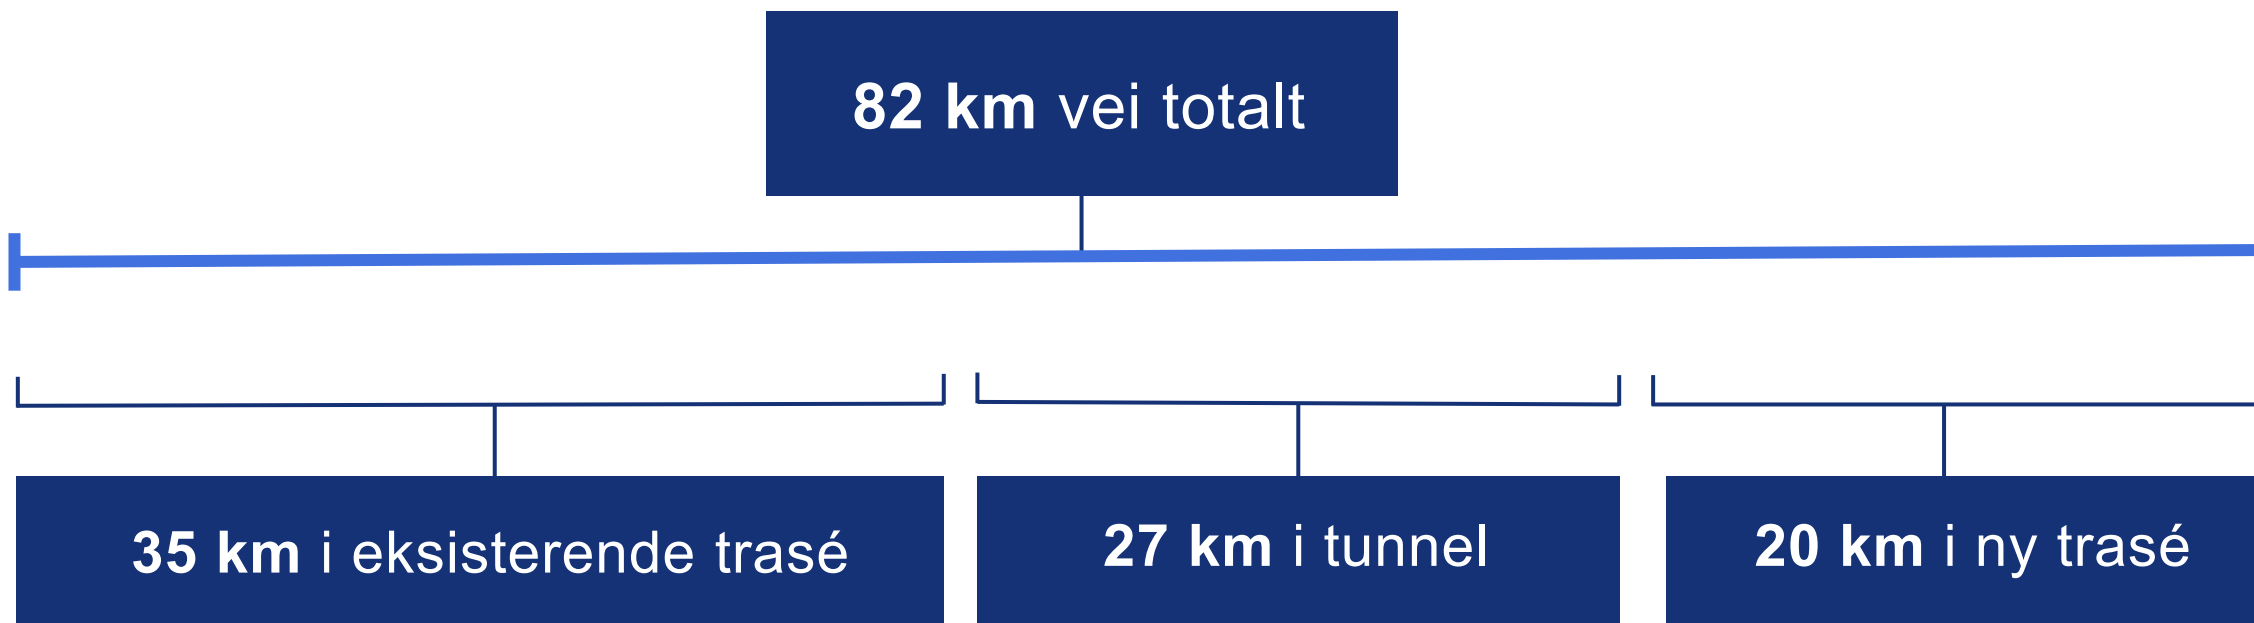 82 km vei totalt
35 km i eksisterende trasé
27 km i tunnel
20 km i ny trasé